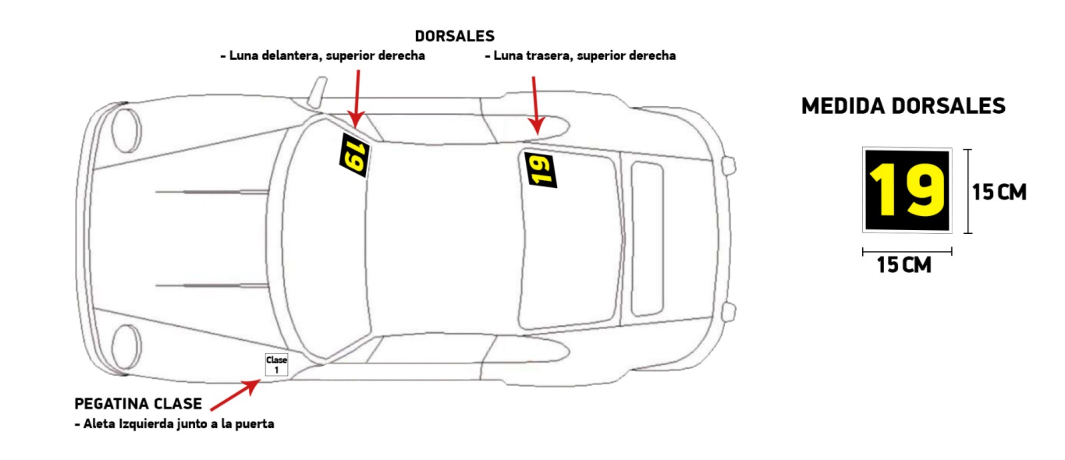 DORSALES
- Luna delantera, superior derecha
- Luna trasera, superior derecha
MEDIDA DORSALES
19
19
19
15 CM
15 CM
Clase
1
PEGATINA CLASE
- Aleta Izquierda junto a la puerta